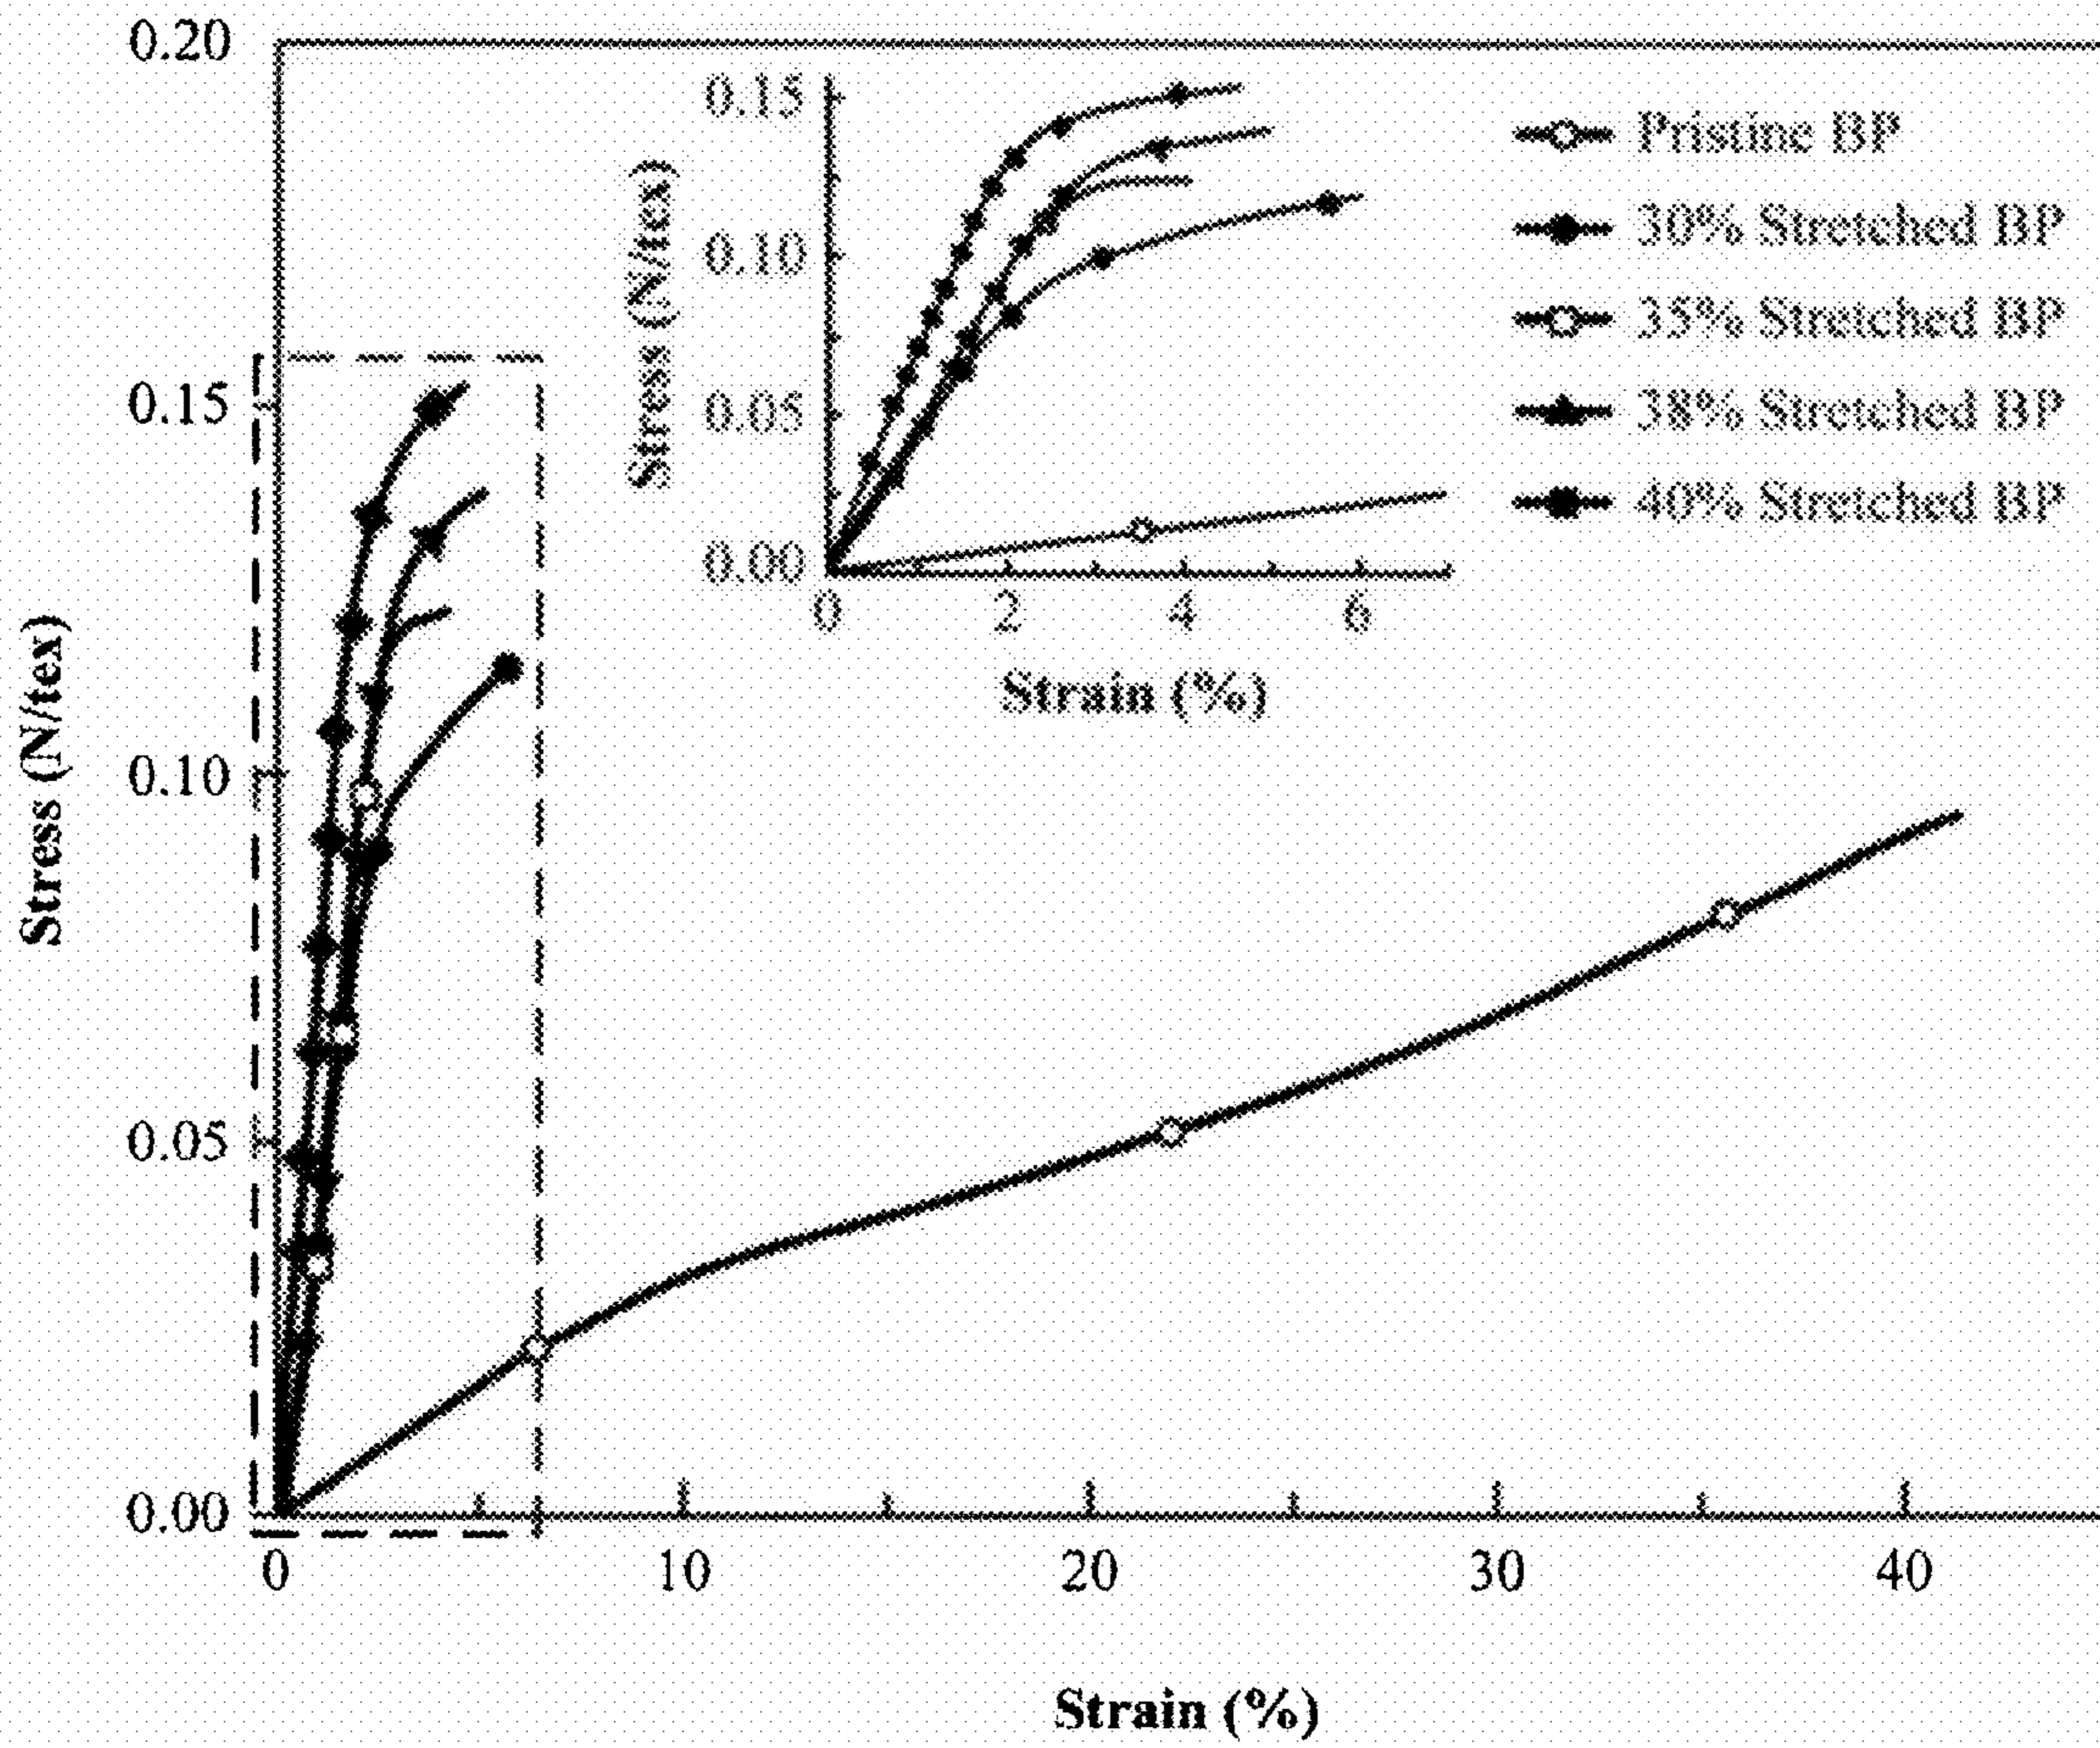 0.20
0.15
0.10
0.05
0.00
Stress (N/tex)
0 10 20 30 40
Strain (%)
0.15
0.10
0.05
0.00
Stress (N/tex)
0 2 4 6
Strain (%)
Pristine BP
30% Stretched BP
35% Stretched BP
38% Stretched BP
40% Stretched BP